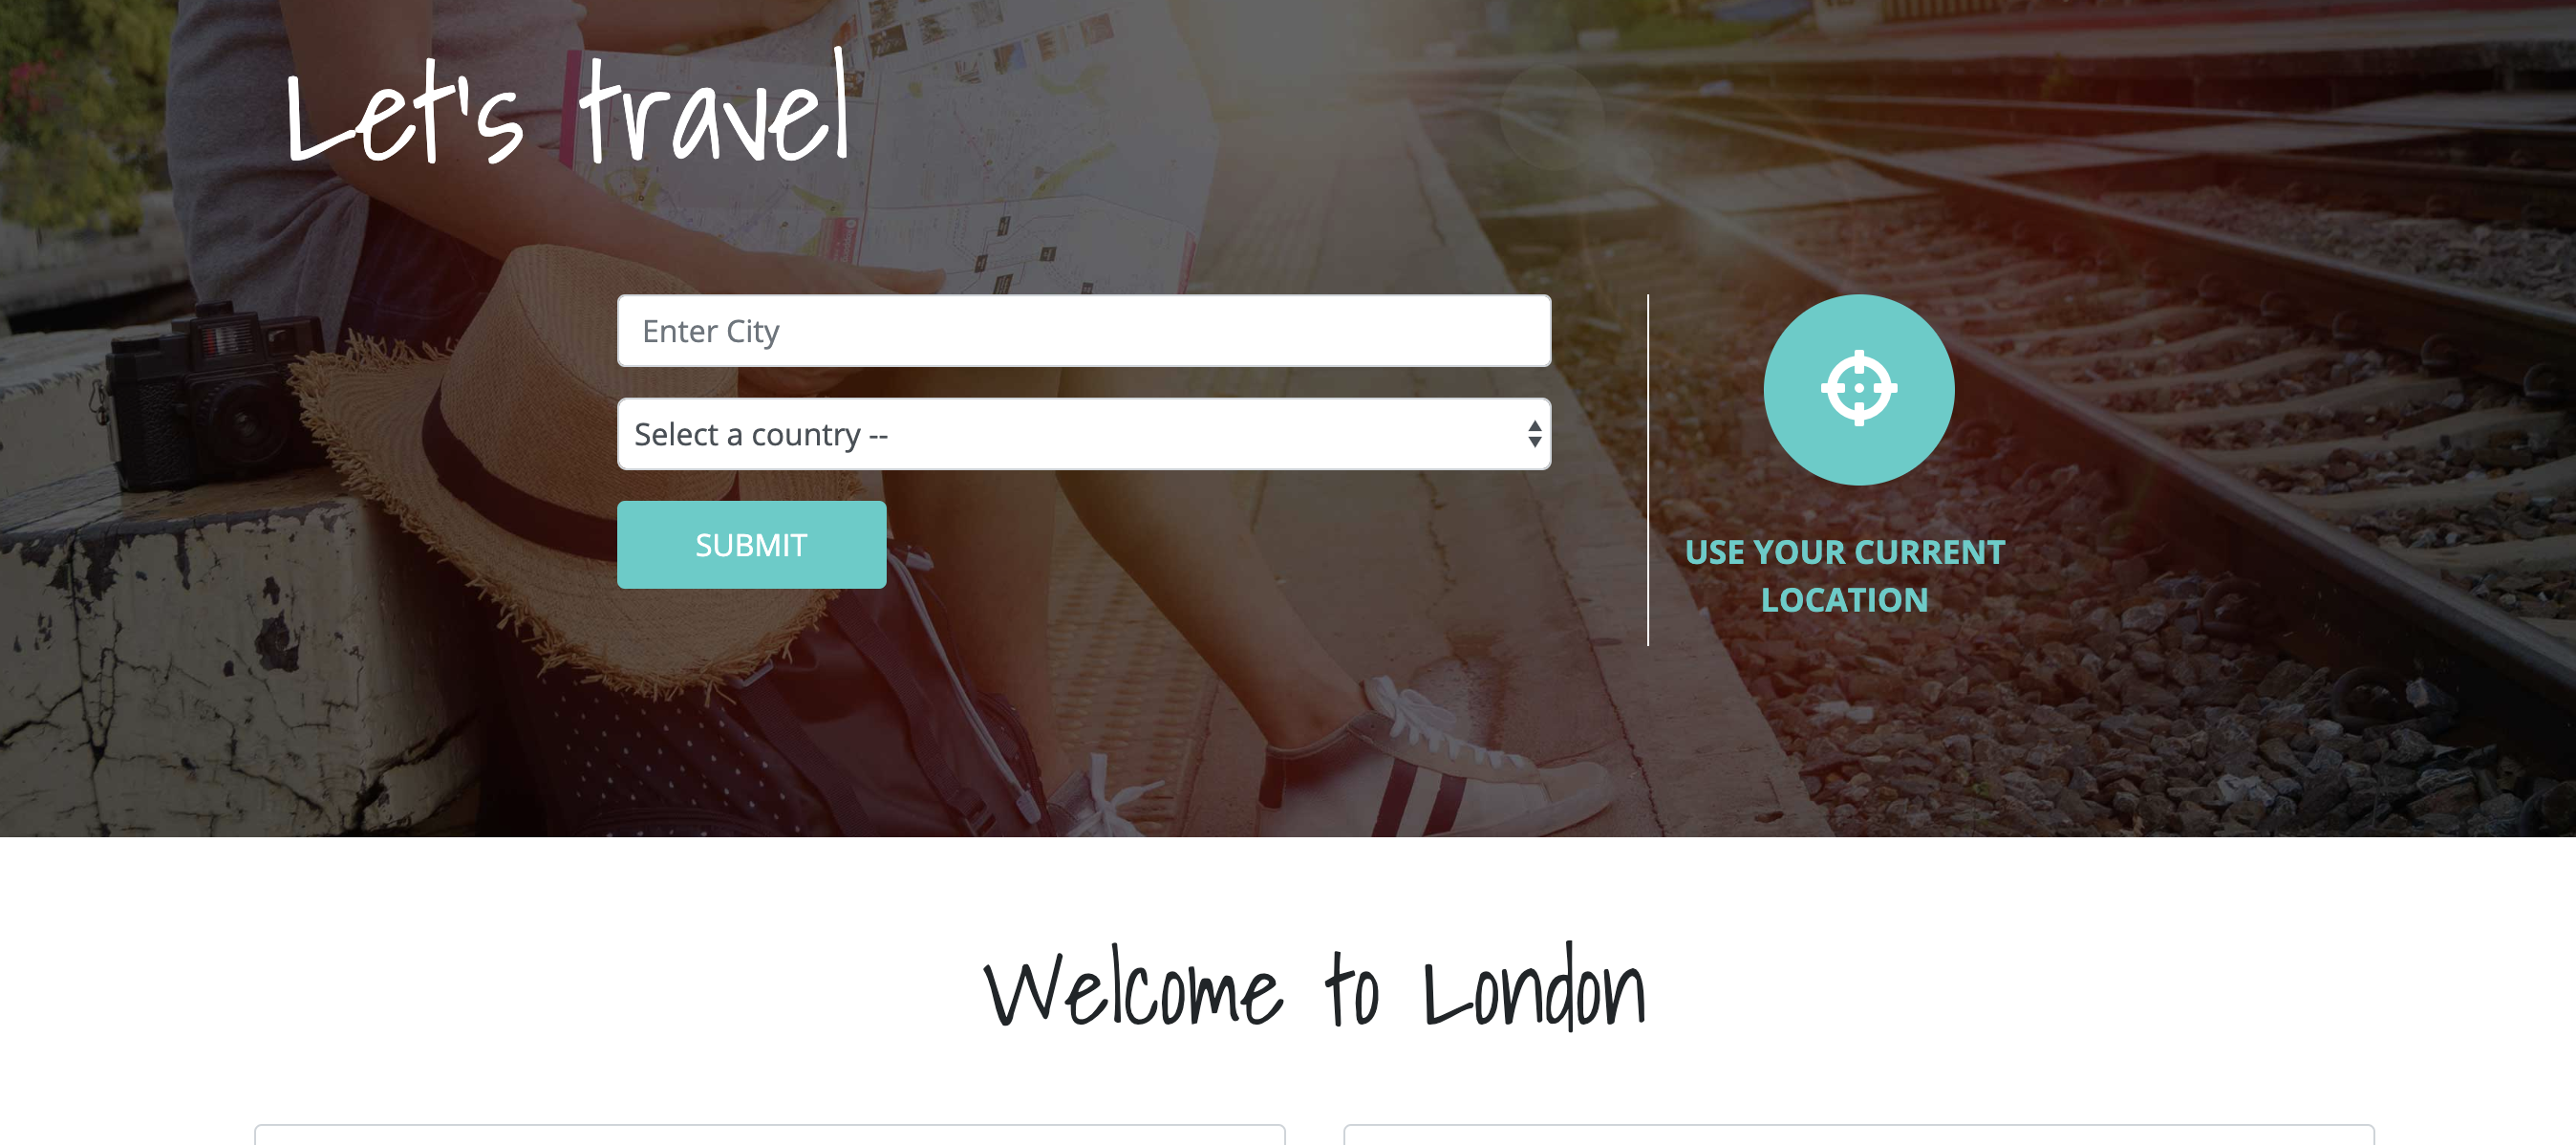 Let's travel
Enter City
Select a country --
SUBMIT
USE YOUR CURRENT
LOCATION
Welcome to London